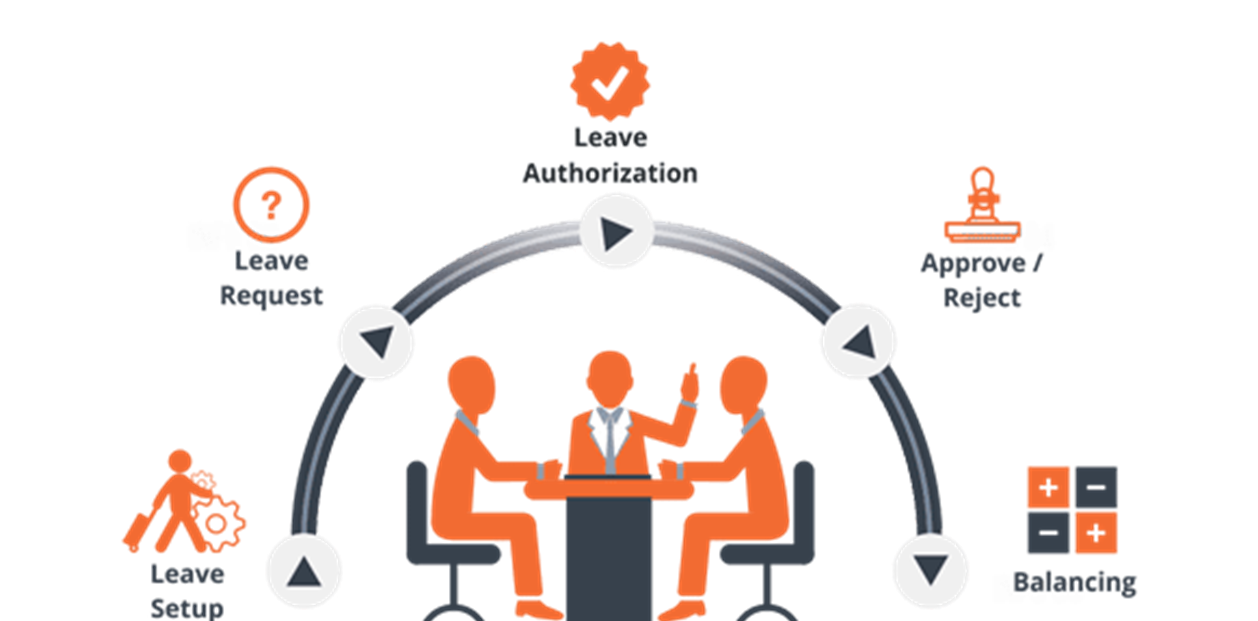 Leave
Authorization
Leave
Request
Approve /
Reject
Leave
Setup
Balancing